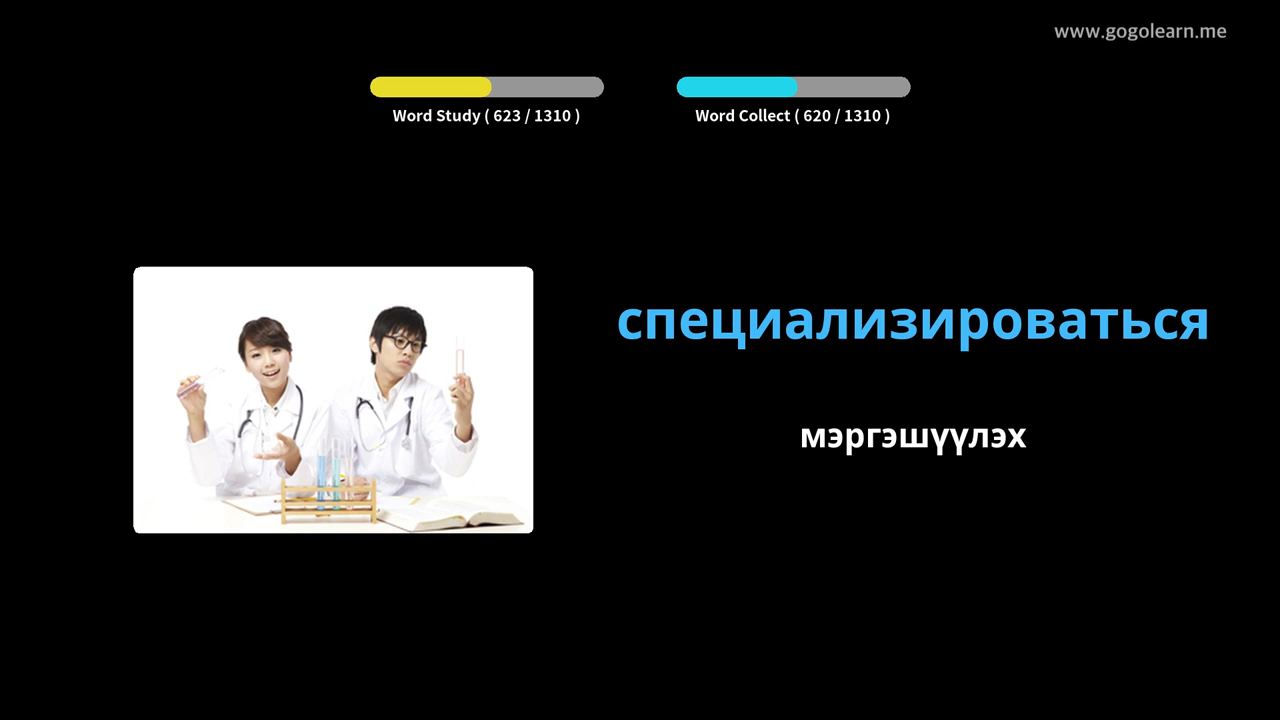 www.gogolearn.me
Word Study ( 623 / 1310 )
Word Collect ( 620 / 1310 )
специализироваться
мэргэшүүлэх